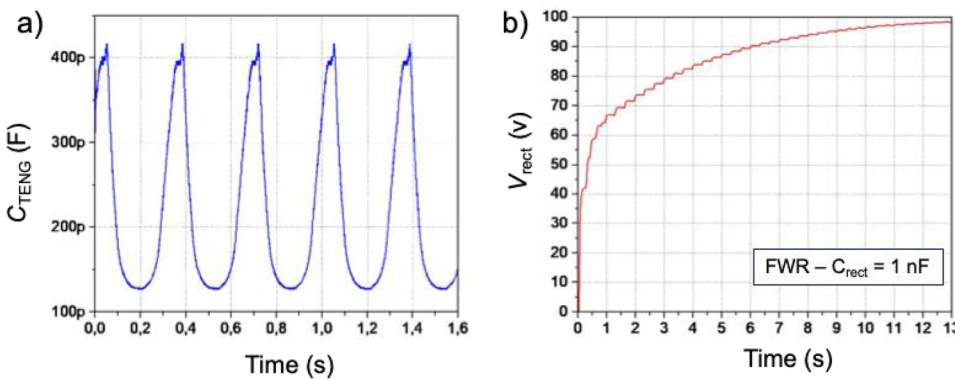 a)
C_TENG (F)
400p
300p
200p
100p
0,0 0,2 0,4 0,6 0,8 1,0 1,2 1,4 1,6
Time (s)
b)
V_rect (v)
100
90
80
70
60
50
40
30
20
10
0
FWR – C_rect = 1 nF
0 1 2 3 4 5 6 7 8 9 10 11 12 13
Time (s)